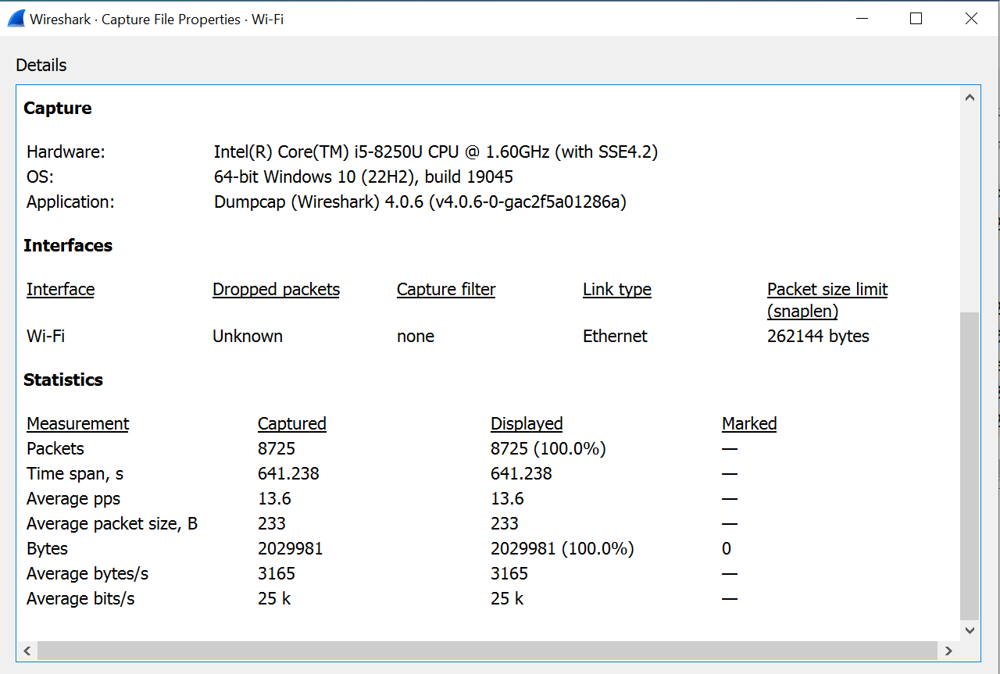 Wireshark · Capture File Properties · Wi-Fi
Details
Capture
Hardware: Intel(R) Core(TM) i5-8250U CPU @ 1.60GHz (with SSE4.2)
OS: 64-bit Windows 10 (22H2), build 19045
Application: Dumpcap (Wireshark) 4.0.6 (v4.0.6-0-gac2f5a01286a)
Interfaces
Interface Dropped packets Capture filter Link type Packet size limit
(snaplen)
Wi-Fi Unknown none Ethernet 262144 bytes
Statistics
Measurement Captured Displayed Marked
Packets 8725 8725 (100.0%) —
Time span, s 641.238 641.238 —
Average pps 13.6 13.6 —
Average packet size, B 233 233 —
Bytes 2029981 2029981 (100.0%) 0
Average bytes/s 3165 3165 —
Average bits/s 25 k 25 k —